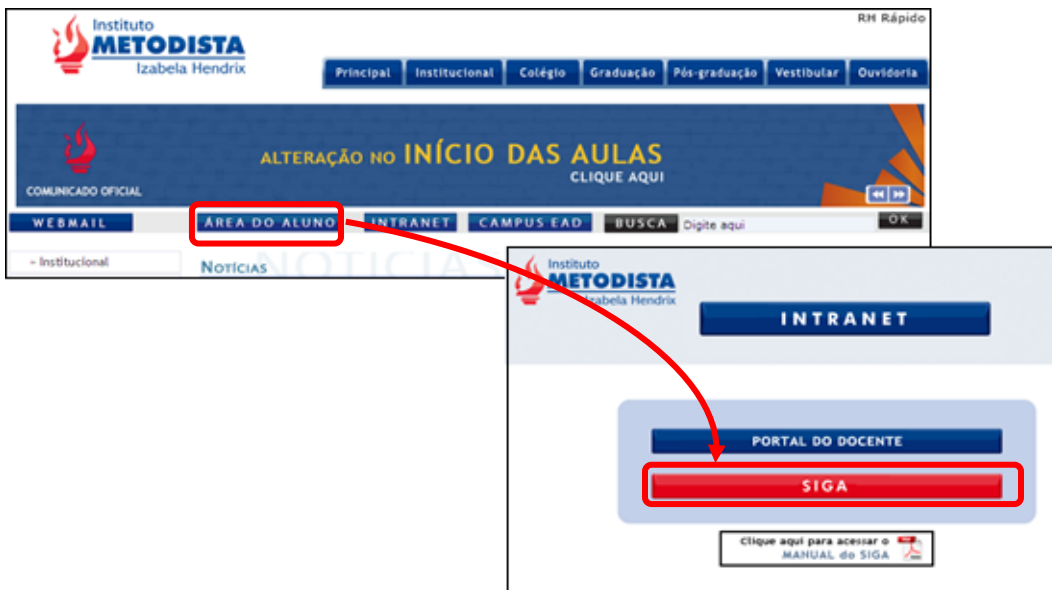 RH Rápido
Instituto
METODISTA
Izabela Hendrix
Principal Institucional Colégio Graduação Pós-graduação Vestibular Ouvidoria
ALTERAÇÃO NO INÍCIO DAS AULAS
CLIQUE AQUI
COMUNICADO OFICIAL
WEBMAIL ÁREA DO ALUNO INTRANET CAMPUS EAD BUSCA Digite aqui OK
- Institucional
NOTÍCIAS
NOTÍCIAS
Instituto
METODISTA
Izabela Hendrix
INTRANET
PORTAL DO DOCENTE
SIGA
Clique aqui para acessar o
MANUAL do SIGA